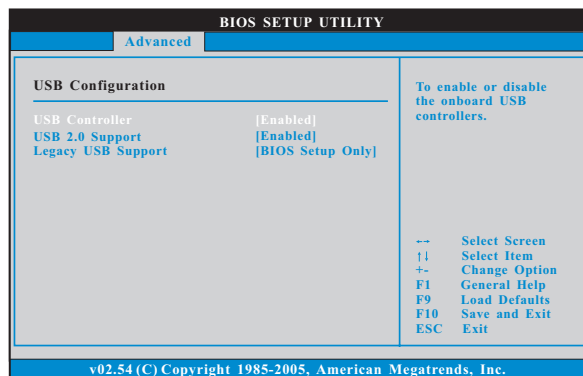 BIOS SETUP UTILITY
Advanced
USB Configuration
USB Controller [Enabled]
USB 2.0 Support [Enabled]
Legacy USB Support [BIOS Setup Only]
To enable or disable
the onboard USB
controllers.
←→ Select Screen
↑↓ Select Item
+- Change Option
F1 General Help
F9 Load Defaults
F10 Save and Exit
ESC Exit
v02.54 (C) Copyright 1985-2005, American Megatrends, Inc.